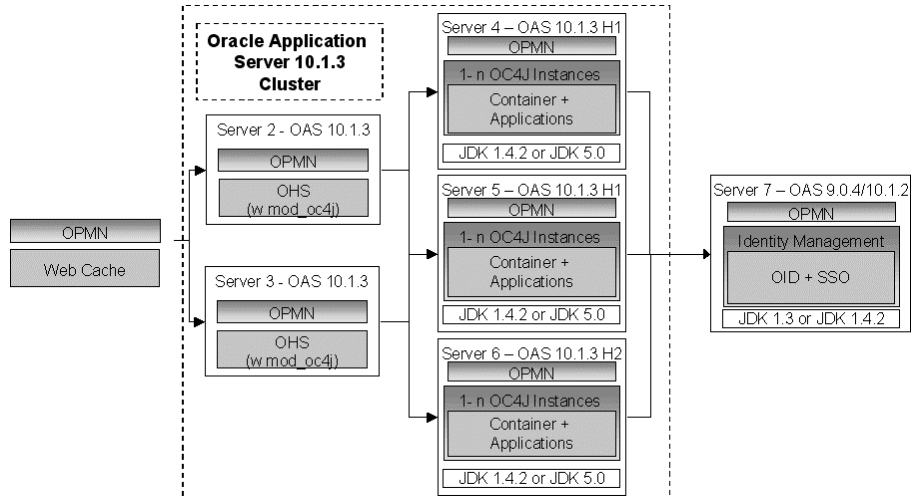 Oracle Application
Server 10.1.3
Cluster
OPMN
Web Cache
Server 2 - OAS 10.1.3
OPMN
OHS
(w mod_oc4j)
Server 3 - OAS 10.1.3
OPMN
OHS
(w mod_oc4j)
Server 4 – OAS 10.1.3 H1
OPMN
1- n OC4J Instances
Container +
Applications
JDK 1.4.2 or JDK 5.0
Server 5 – OAS 10.1.3 H1
OPMN
1- n OC4J Instances
Container +
Applications
JDK 1.4.2 or JDK 5.0
Server 6 – OAS 10.1.3 H2
OPMN
1- n OC4J Instances
Container +
Applications
JDK 1.4.2 or JDK 5.0
Server 7 – OAS 9.0.4/10.1.2
OPMN
Identity Management
OID + SSO
JDK 1.3 or JDK 1.4.2